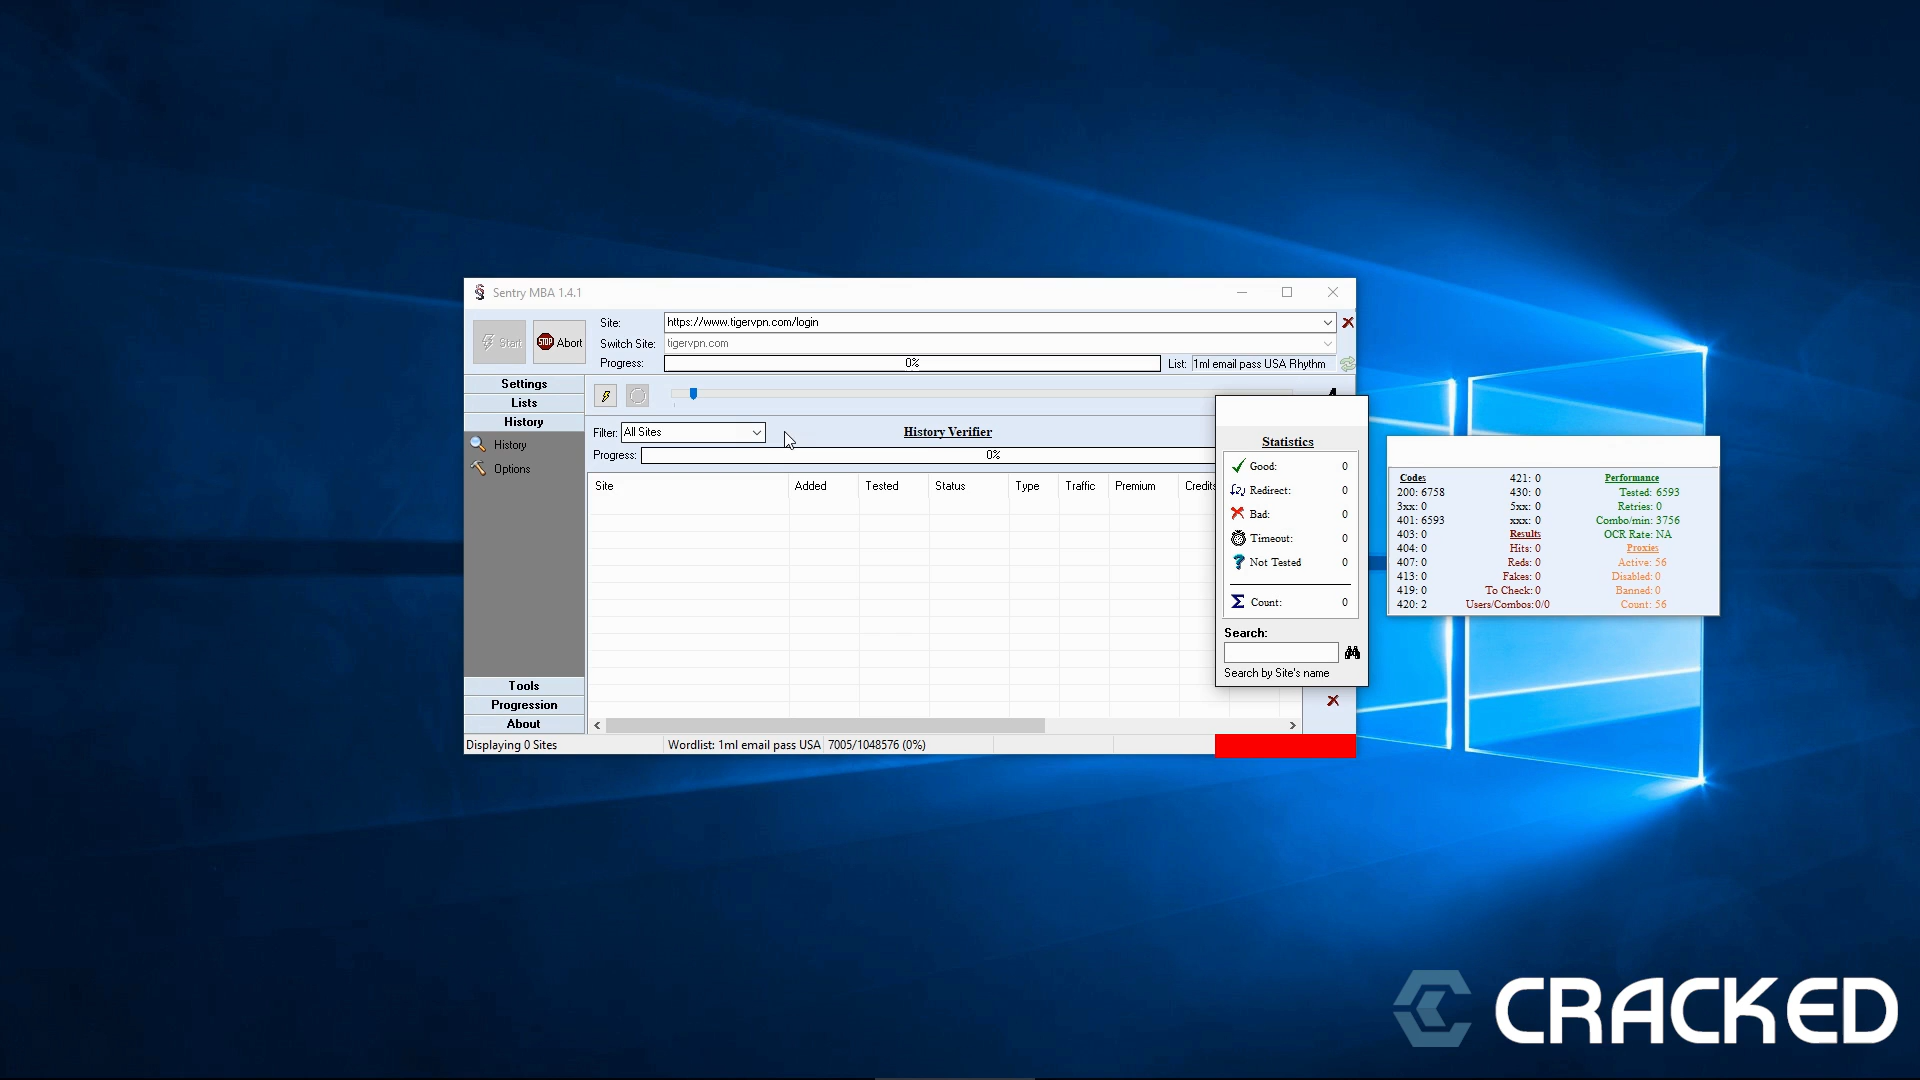 Sentry MBA 1.4.1
Start
Abort
Site: https://www.tigervpn.com/login
Switch Site: tigervpn.com
Progress: 0% List: 1ml email pass USA Rhythm
Settings
Lists
History
History
Options
Tools
Progression
About
Filter: All Sites
History Verifier
Progress: 0%
Site Added Tested Status Type Traffic Premium Credits
Displaying 0 Sites Wordlist: 1ml email pass USA 7005/1048576 (0%)
Statistics
Good: 0
Redirect: 0
Bad: 0
Timeout: 0
Not Tested 0
Count: 0
Search:
Search by Site's name
Codes
200: 6758
3xx: 0
401: 6593
403: 0
404: 0
407: 0
413: 0
419: 0
420: 2
421: 0
430: 0
5xx: 0
xxx: 0
Results
Hits: 0
Reds: 0
Fakes: 0
To Check: 0
Users/Combos: 0/0
Performance
Tested: 6593
Retries: 0
Combo/min: 3756
OCR Rate: NA
Proxies
Active: 56
Disabled: 0
Banned: 0
Count: 56
CRACKED